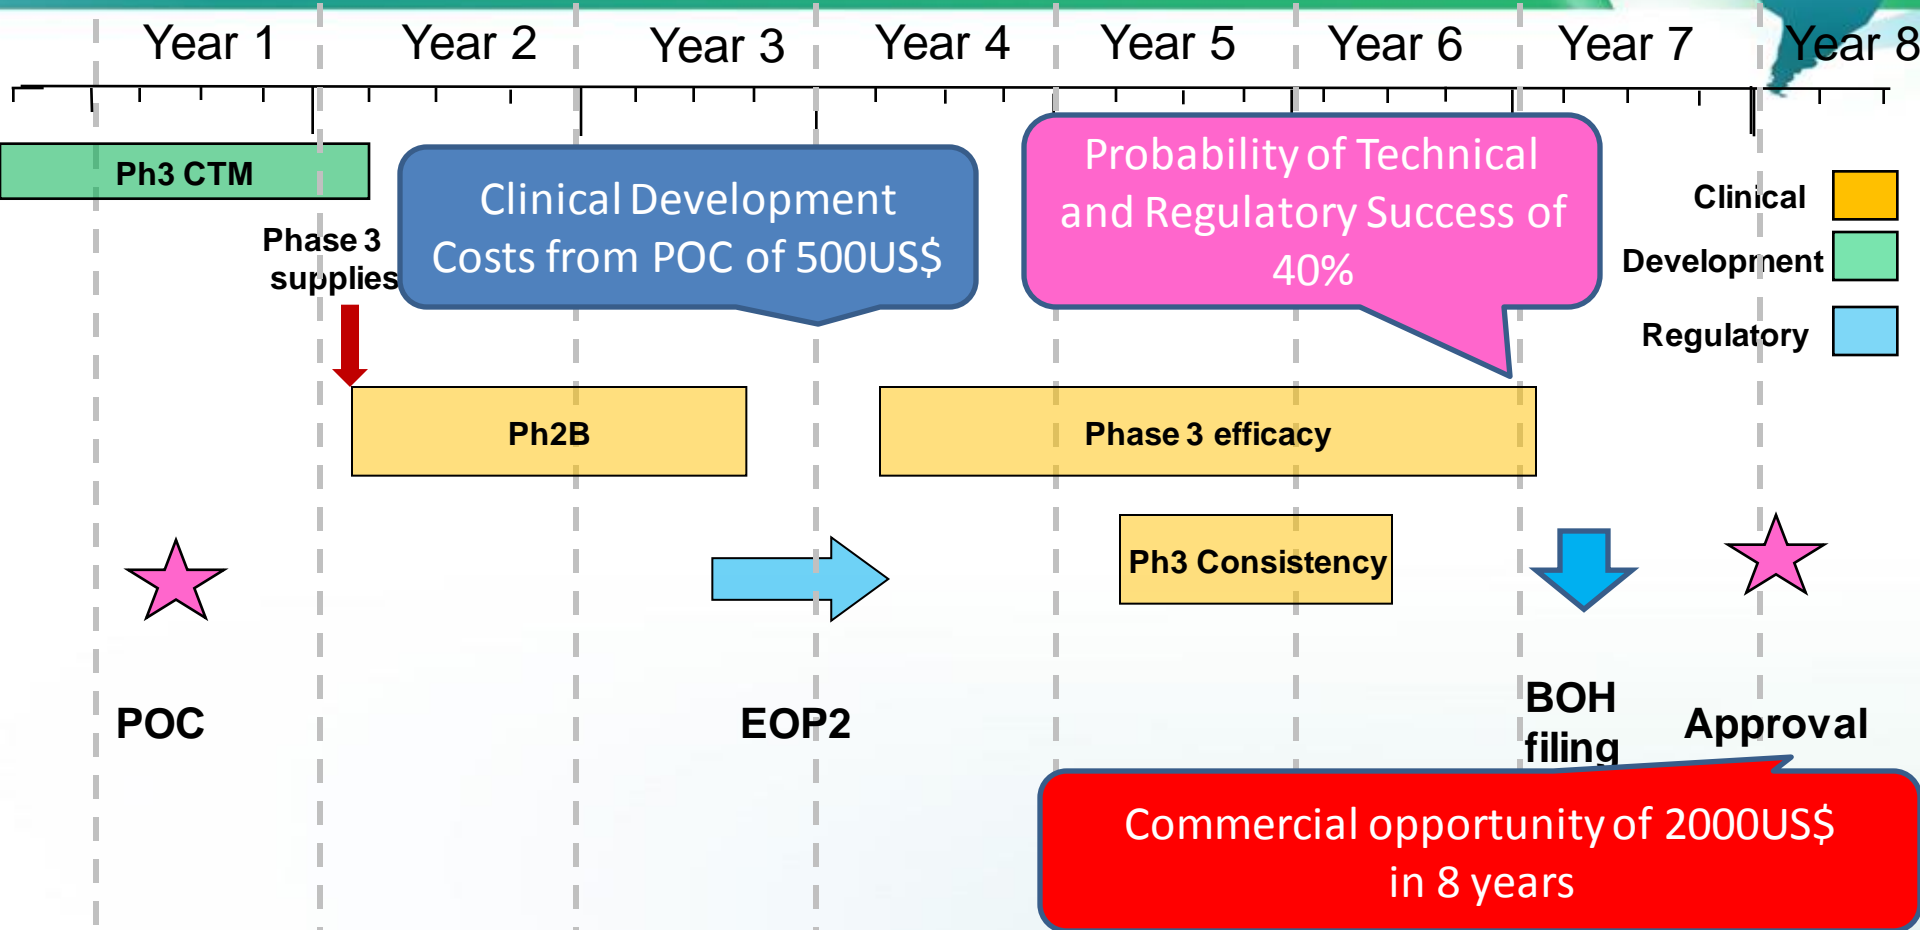 Year 1
Year 2
Year 3
Year 4
Year 5
Year 6
Year 7
Year 8
Ph3 CTM
Phase 3
supplies
Clinical Development
Costs from POC of 500US$
Probability of Technical
and Regulatory Success of
40%
Clinical
Development
Regulatory
Ph2B
Phase 3 efficacy
Ph3 Consistency
POC
EOP2
BOH
filing
Approval
Commercial opportunity of 2000US$
in 8 years